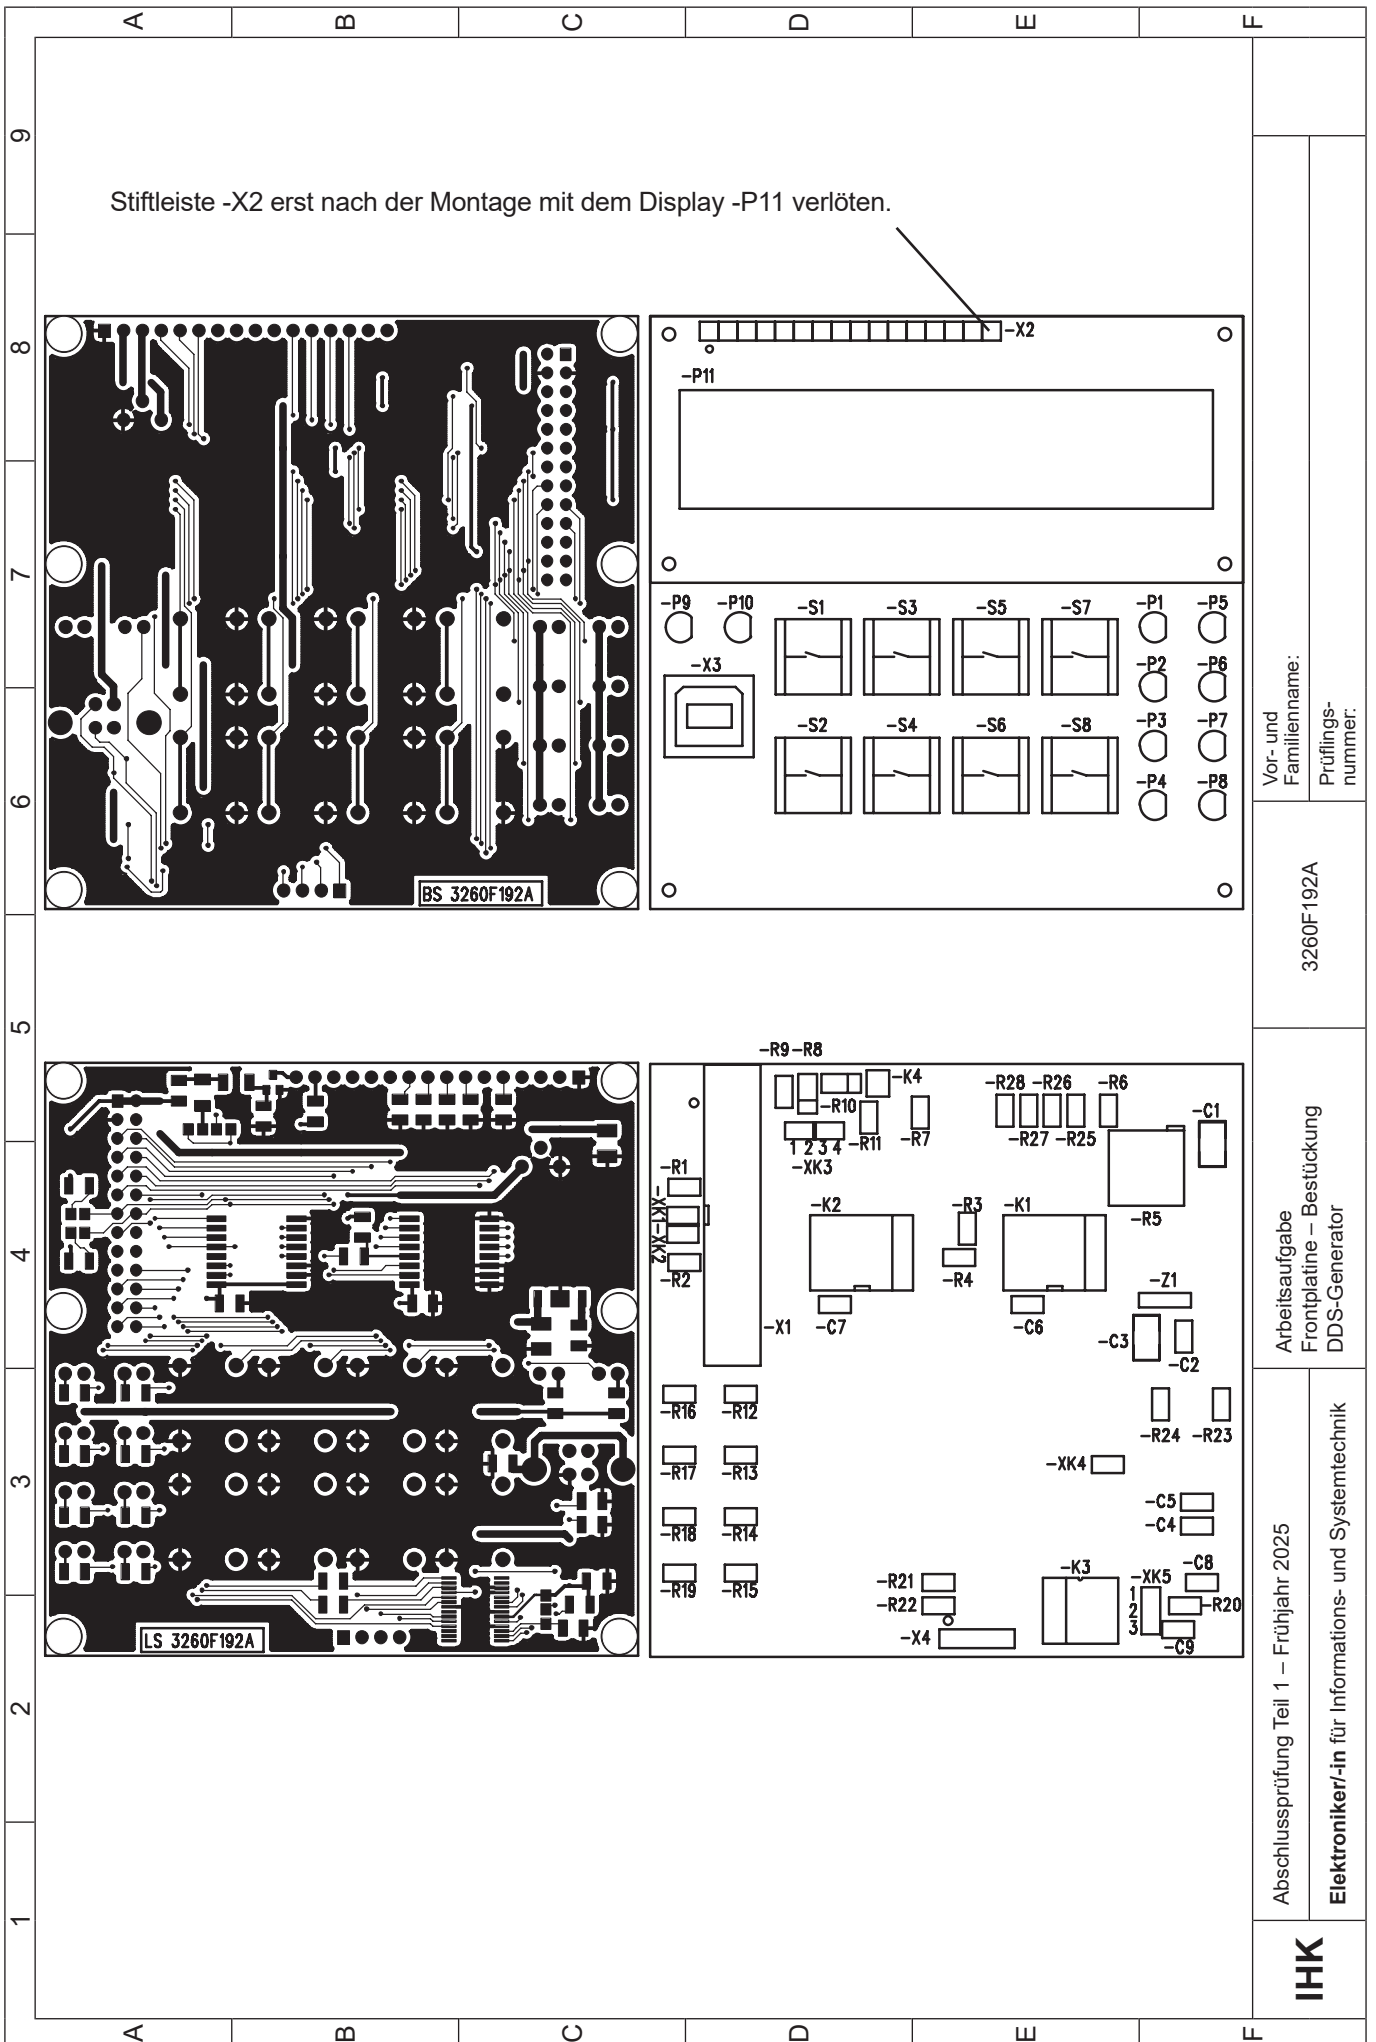 A
B
C
D
E
F
9
8
7
6
5
4
3
2
1
Stiftleiste -X2 erst nach der Montage mit dem Display -P11 verlöten.
BS 3260F192A
-X2
-P11
-P9
-P10
-S1
-S3
-S5
-S7
-P1
-P5
-X3
-P2
-P6
-S2
-S4
-S6
-S8
-P3
-P7
-P4
-P8
LS 3260F192A
-R9-R8
-K4
-R28
-R26
-R6
-R10
-C1
-R11
-R7
-R27
-R25
1 2 3 4
-XK3
-R1
-XK1-XK2
-K2
-R3
-K1
-R5
-R2
-R4
-Z1
-X1
-C7
-C6
-C3
-C2
-R16
-R12
-R24
-R23
-R17
-R13
-XK4
-C5
-C4
-R18
-R14
-K3
-XK5
-C8
-R19
-R15
-R21
-R22
1
2
3
-R20
-X4
-C9
Vor- und
Familienname:
Prüflings-
nummer:
3260F192A
Arbeitsaufgabe
Frontplatine – Bestückung
DDS-Generator
Abschlussprüfung Teil 1 – Frühjahr 2025
Elektroniker/-in für Informations- und Systemtechnik
IHK
A
B
C
D
E
F